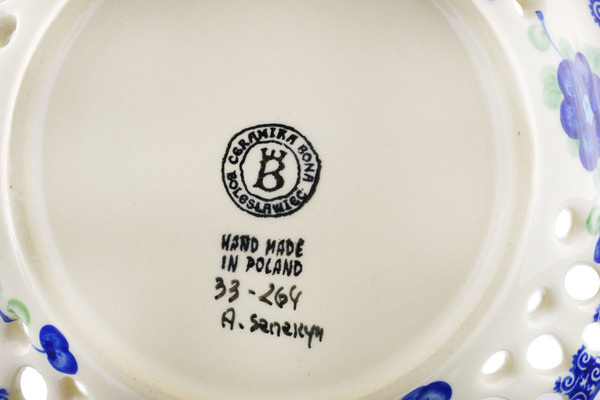 CERAMIKA BONA
BOLESŁAWIEC
B
HAND MADE
IN POLAND
33-264
A.